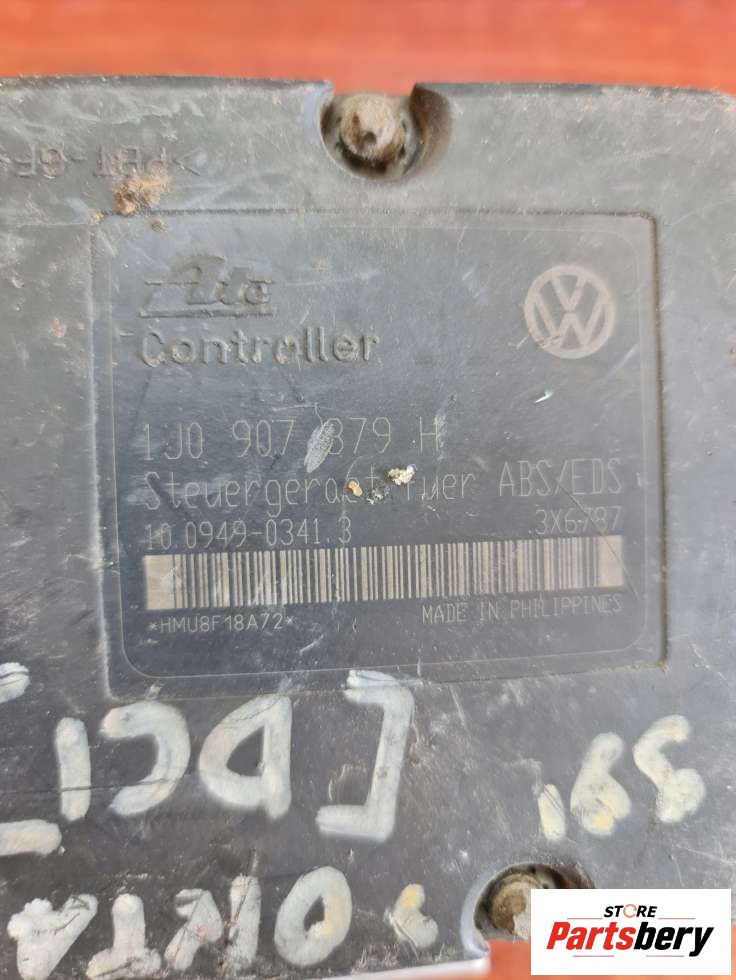 Ate
Controller
1J0 907 379 H
Steuergeraet fuer ABS/EDS
10.0949-0341.3 3X6787
*HMU8F18A72*
MADE IN PHILIPPINES
STORE
Partsbery